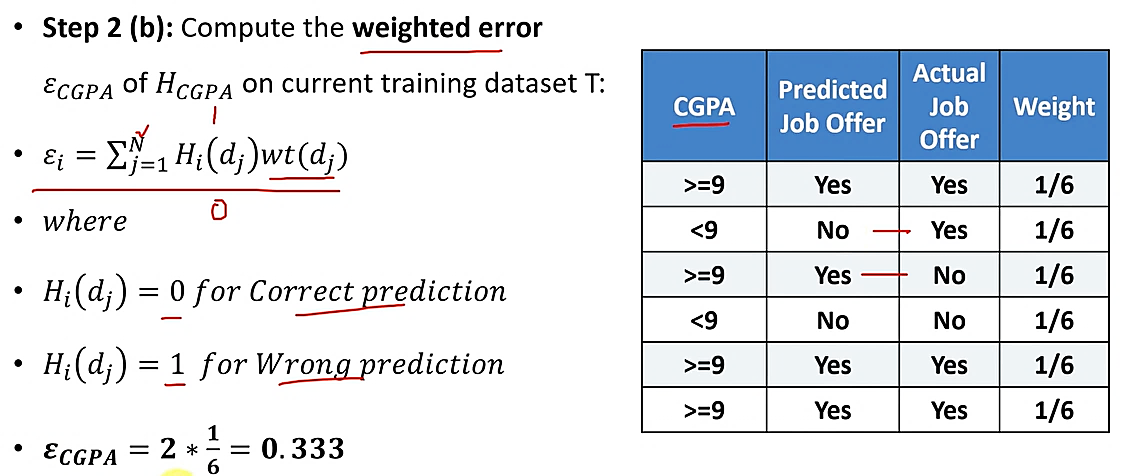 • Step 2 (b): Compute the weighted error
εCGPA of HCGPA on current training dataset T:
• εᵢ = ∑ᴺⱼ₌₁ Hᵢ(dⱼ)wt(dⱼ)
• where
• Hᵢ(dⱼ) = 0 for Correct prediction
• Hᵢ(dⱼ) = 1 for Wrong prediction
• εCGPA = 2 * 1/6 = 0.333
1
0
CGPA Predicted Job Offer Actual Job Offer Weight
>=9 Yes Yes 1/6
<9 No Yes 1/6
>=9 Yes No 1/6
<9 No No 1/6
>=9 Yes Yes 1/6
>=9 Yes Yes 1/6